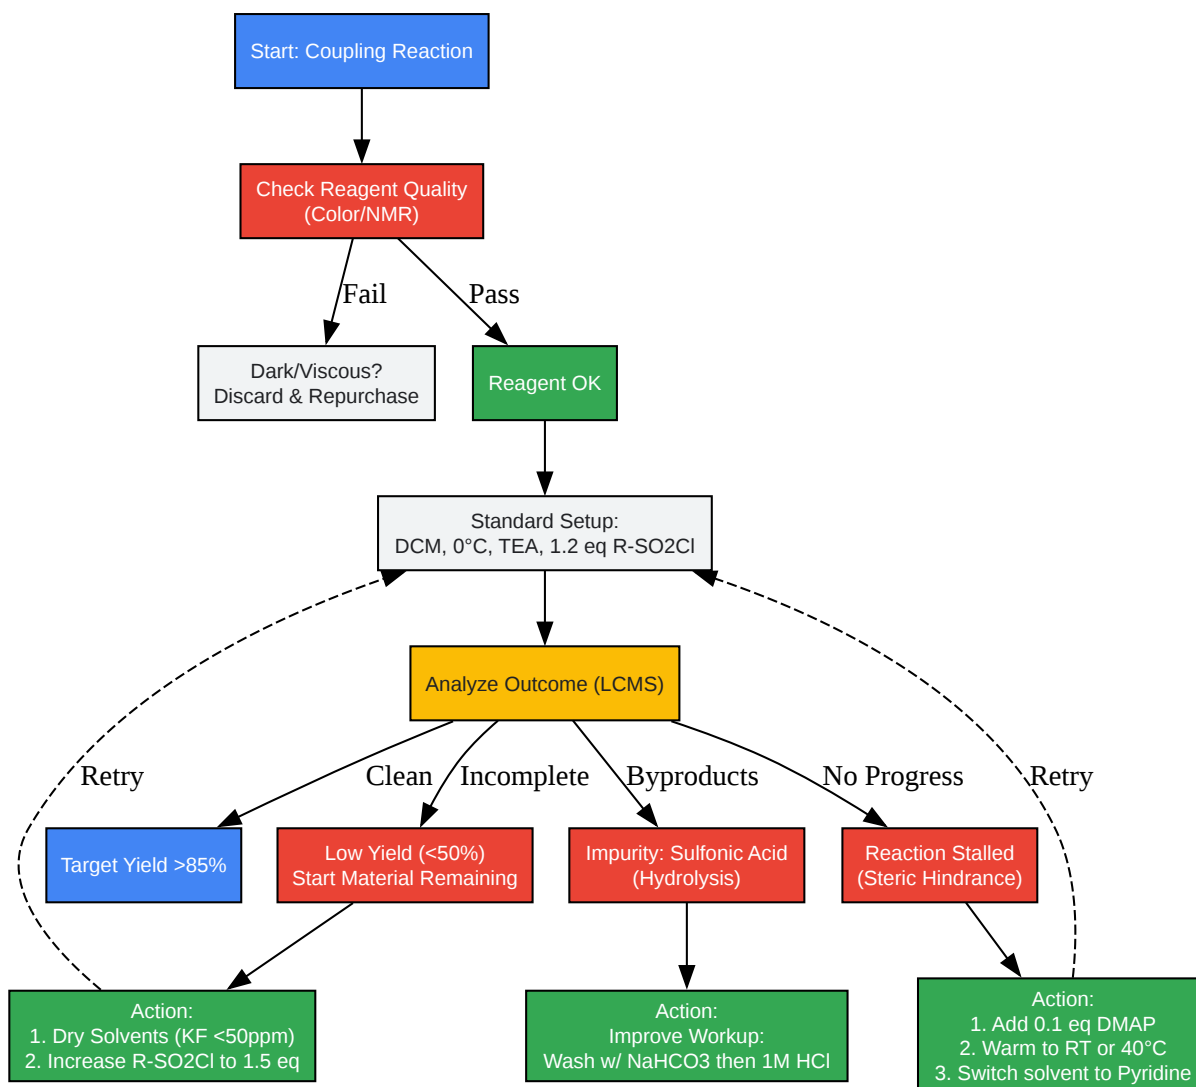 Start: Coupling Reaction
Check Reagent Quality
(Color/NMR)
Fail
Pass
Dark/Viscous?
Discard & Repurchase
Reagent OK
Standard Setup:
DCM, 0°C, TEA, 1.2 eq R-SO2Cl
Analyze Outcome (LCMS)
Retry
Clean
Incomplete
Byproducts
No Progress
Retry
Target Yield >85%
Low Yield (<50%)
Start Material Remaining
Impurity: Sulfonic Acid
(Hydrolysis)
Reaction Stalled
(Steric Hindrance)
Action:
1. Dry Solvents (KF <50ppm)
2. Increase R-SO2Cl to 1.5 eq
Action:
Improve Workup:
Wash w/ NaHCO3 then 1M HCl
Action:
1. Add 0.1 eq DMAP
2. Warm to RT or 40°C
3. Switch solvent to Pyridine